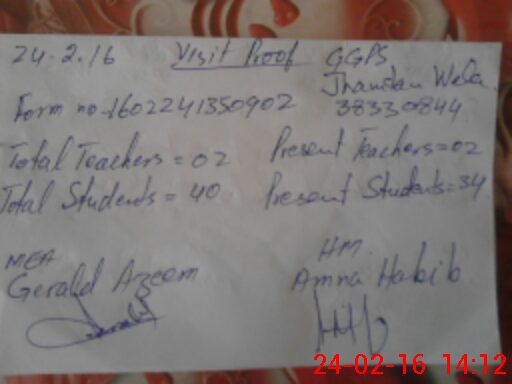 24.2.16 Visit Proof GGPS
Jhandan Wala
Form no-1602241350902 38330844
Total Teachers = 02 Present Teachers=02
Total Students = 40 Present Students=34
MEA HM
Gerald Azeem Amna Habib
24-02-16 14:12